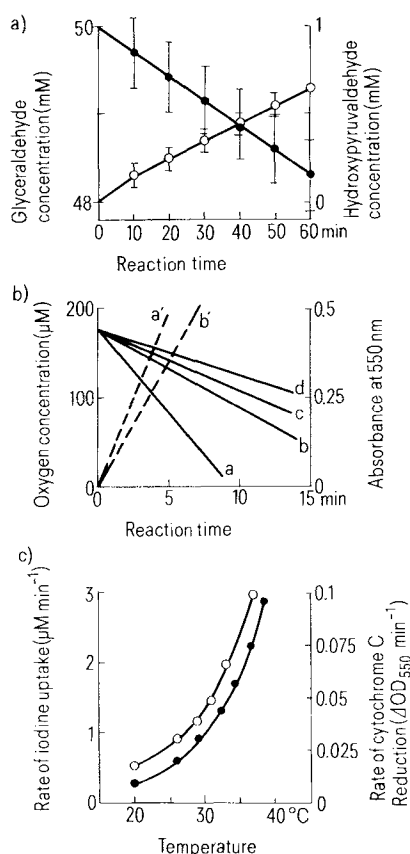 a)
50
48
Glyceraldehyde
concentration (mM)
1
0
Hydroxypyruvaldehyde
concentration (mM)
0 10 20 30 40 50 60 min
Reaction time
b)
200
100
0
Oxygen concentration (μM)
a′
b′
d
c
b
a
0.5
0.25
0
Absorbance at 550 nm
0 5 10 15 min
Reaction time
c)
3
2
1
0
Rate of iodine uptake (μM min⁻¹)
0.1
0.075
0.05
0.025
0
Rate of cytochrome C
Reduction (ΔOD₅₅₀ min⁻¹)
20 30 40 °C
Temperature